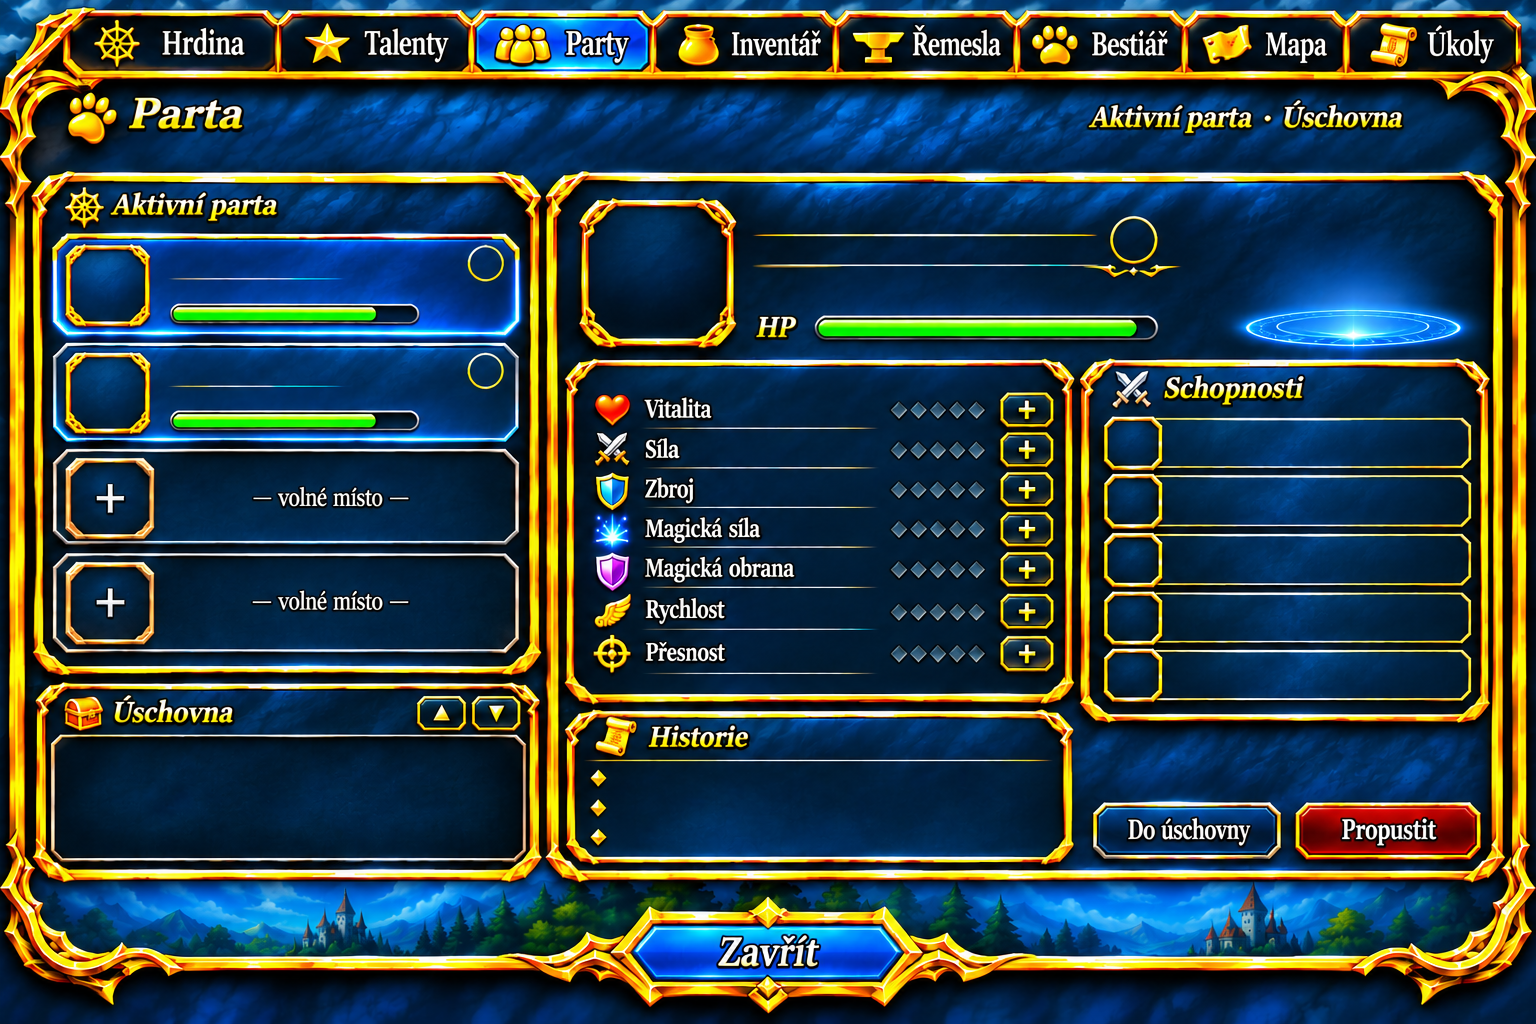 Hrdina
Talenty
Party
Inventář
Řemesla
Bestiář
Mapa
Úkoly
Parta
Aktivní parta • Úschovna
Aktivní parta
— volné místo —
— volné místo —
Úschovna
HP
Vitalita
Síla
Zbroj
Magická síla
Magická obrana
Rychlost
Přesnost
Schopnosti
Historie
Do úschovny
Propustit
Zavřít